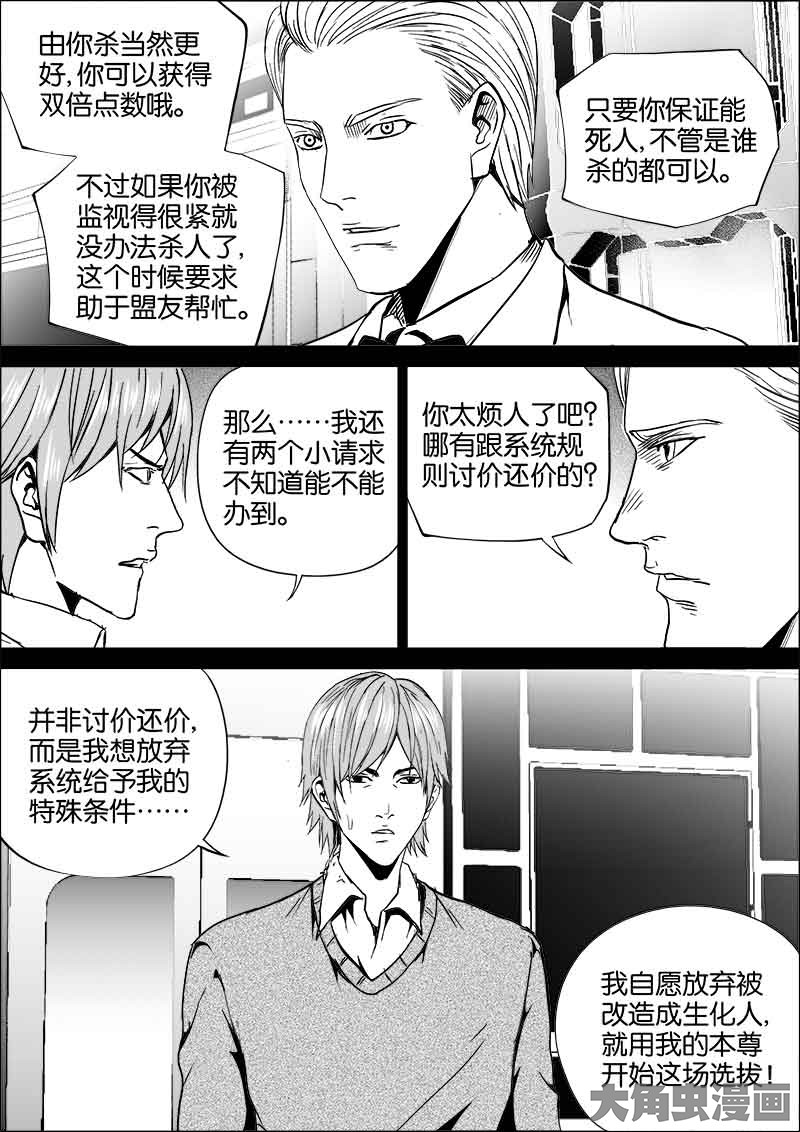 由你杀当然更
好，你可以获得
双倍点数哦。
不过如果你被
监视得很紧就
没办法杀人了，
这个时候要求
助于盟友帮忙。
只要你保证能
死人，不管是谁
杀的都可以。
那么……我还
有两个小请求
不知道能不能
办到。
你太烦人了吧？
哪有跟系统规
则讨价还价的？
并非讨价还价，
而是我想放弃
系统给予我的
特殊条件……
我自愿放弃被
改造成生化人，
就用我的本尊
开始这场选拔！
大角虫漫画